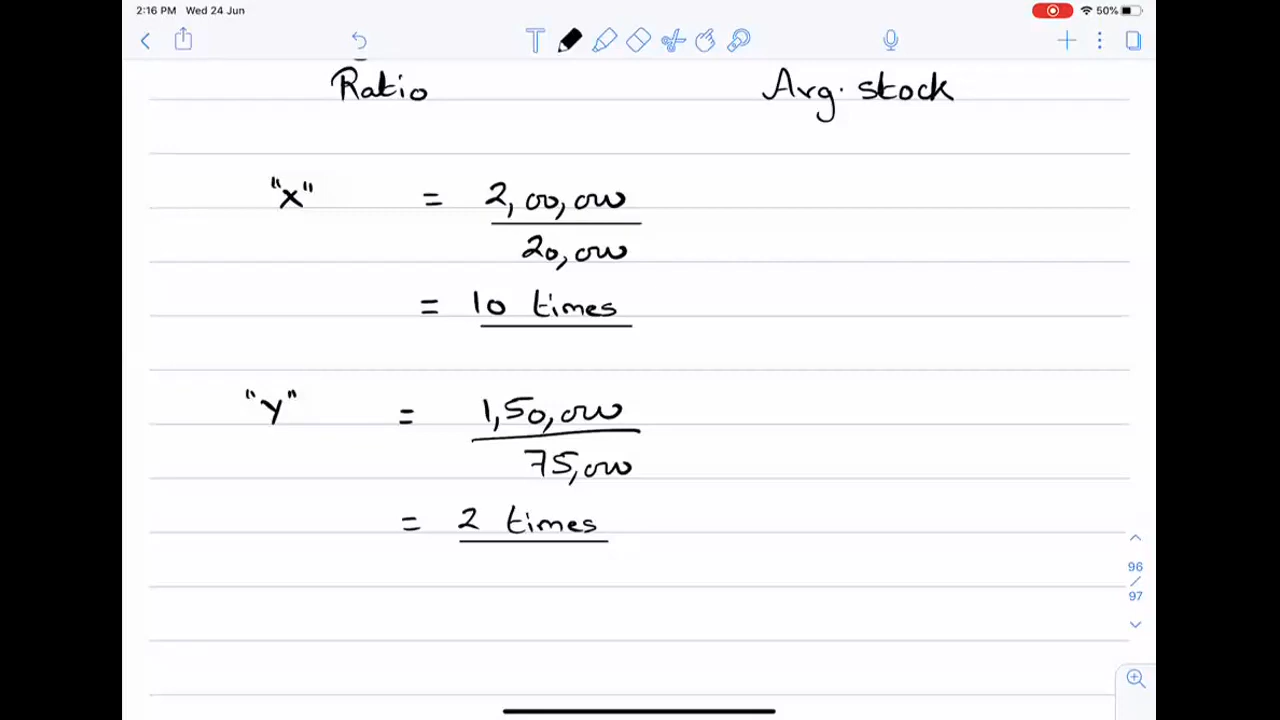 2:16 PM Wed 24 Jun 50%
Ratio Avg. stock
"X" = 2,00,000
20,000
= 10 times
"Y" = 1,50,000
75,000
= 2 times
96
/
97